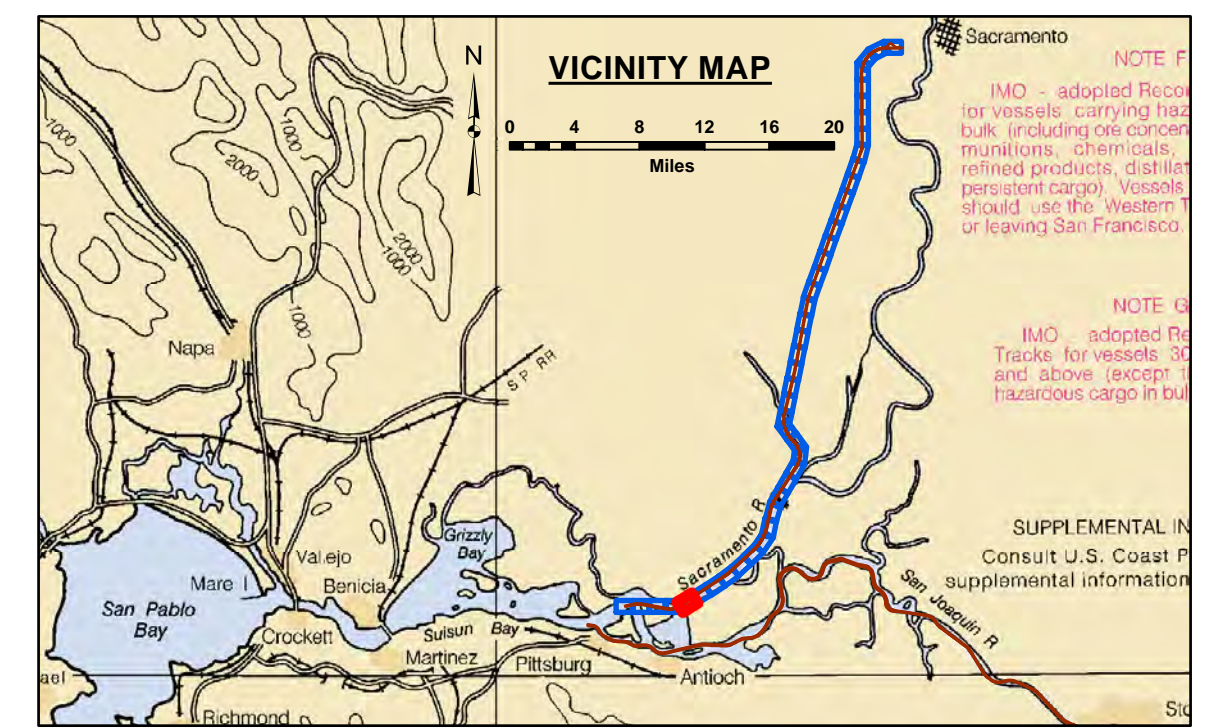 VICINITY MAP
N
0 4 8 12 16 20
Miles
Sacramento
NOTE F
IMO - adopted Recor
for vessels carrying haz
bulk (including ore concen
munitions, chemicals,
refined products, distillat
persistent cargo). Vessels
should use the Western T
or leaving San Francisco.
NOTE G
IMO - adopted Re
Tracks for vessels 30
and above (except t
hazardous cargo in bul
SUPPLEMENTAL IN
Consult U.S. Coast P
supplemental information
1000
2000
1000
2000
1000
1000
Napa
S P RR
Vallejo
Mare I
Benicia
Grizzly
Bay
Sacramento R
San Joaquin R
San Pablo
Bay
Crockett
Suisun Bay
Martinez
Pittsburg
Antioch
ael
Richmond
Sto